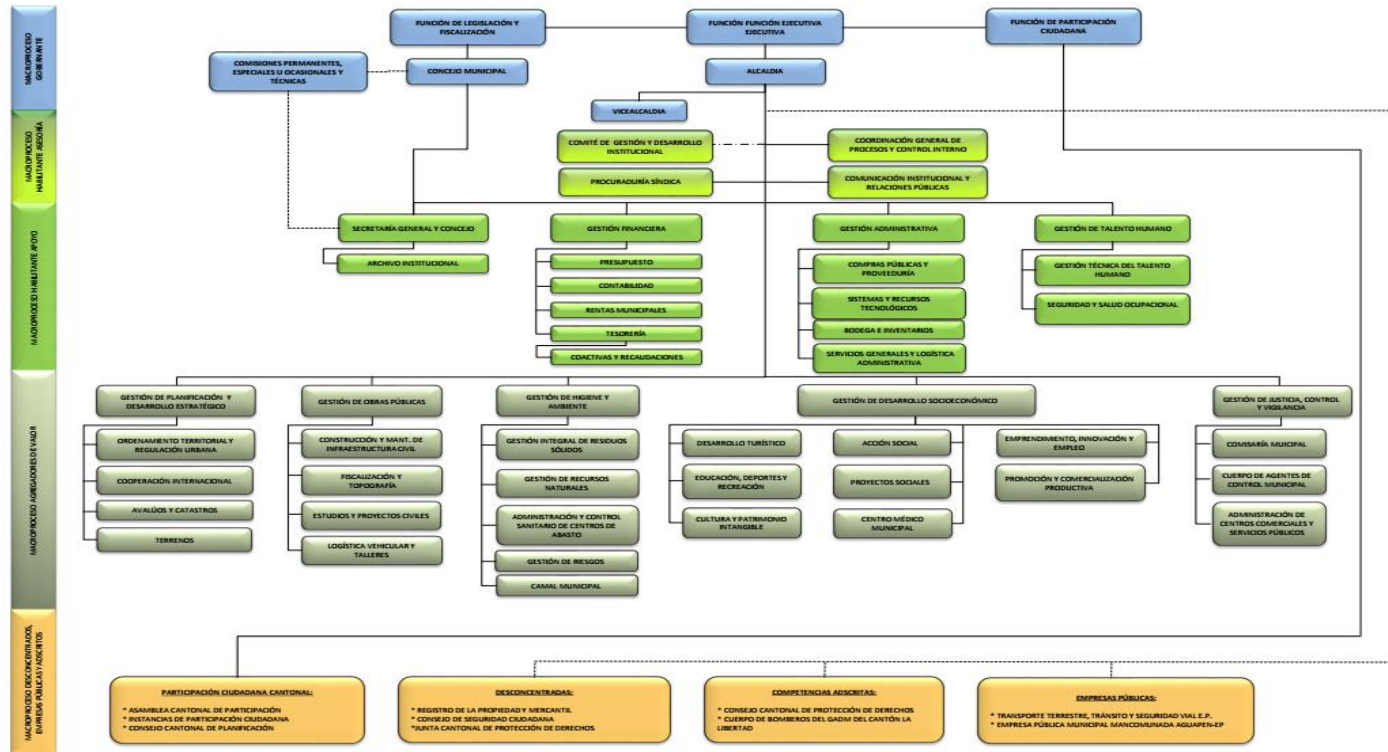 MACROPROCESO
GOBERNANTE
FUNCIÓN DE LEGISLACIÓN Y
FISCALIZACIÓN
FUNCIÓN FUNCIÓN EJECUTIVA
EJECUTIVA
FUNCIÓN DE PARTICIPACIÓN
CIUDADANA
COMISIONES PERMANENTES,
ESPECIALES U OCASIONALES Y
TÉCNICAS
CONCEJO MUNICIPAL
ALCALDIA
VICEALCALDIA
MACROPROCESO
HABILITANTE ASESORÍA
COMITÉ DE GESTIÓN Y DESARROLLO
INSTITUCIONAL
COORDINACIÓN GENERAL DE
PROCESOS Y CONTROL INTERNO
PROCURADURÍA SÍNDICA
COMUNICACIÓN INSTITUCIONAL Y
RELACIONES PÚBLICAS
MACROPROCESO HABILITANTE APOYO
SECRETARÍA GENERAL Y CONCEJO
ARCHIVO INSTITUCIONAL
GESTIÓN FINANCIERA
PRESUPUESTO
CONTABILIDAD
RENTAS MUNICIPALES
TESORERÍA
COACTIVAS Y RECAUDACIONES
GESTIÓN ADMINISTRATIVA
COMPRAS PÚBLICAS Y
PROVEEDURÍA
SISTEMAS Y RECURSOS
TECNOLÓGICOS
BODEGA E INVENTARIOS
SERVICIOS GENERALES Y LOGÍSTICA
ADMINISTRATIVA
GESTIÓN DE TALENTO HUMANO
GESTIÓN TÉCNICA DEL TALENTO
HUMANO
SEGURIDAD Y SALUD OCUPACIONAL
MACROPROCESO AGREGADORES DE VALOR
GESTIÓN DE PLANIFICACIÓN Y
DESARROLLO ESTRATÉGICO
ORDENAMIENTO TERRITORIAL Y
REGULACIÓN URBANA
COOPERACIÓN INTERNACIONAL
AVALÚOS Y CATASTROS
TERRENOS
GESTIÓN DE OBRAS PÚBLICAS
CONSTRUCCIÓN Y MANT. DE
INFRAESTRUCTURA CIVIL
FISCALIZACIÓN Y
TOPOGRAFÍA
ESTUDIOS Y PROYECTOS CIVILES
LOGÍSTICA VEHICULAR Y
TALLERES
GESTIÓN DE HIGIENE Y
AMBIENTE
GESTIÓN INTEGRAL DE RESIDUOS
SÓLIDOS
GESTIÓN DE RECURSOS
NATURALES
ADMINISTRACIÓN Y CONTROL
SANITARIO DE CENTROS DE
ABASTO
GESTIÓN DE RIESGOS
CAMAL MUNICIPAL
GESTIÓN DE DESARROLLO SOCIOECONÓMICO
DESARROLLO TURÍSTICO
EDUCACIÓN, DEPORTES Y
RECREACIÓN
CULTURA Y PATRIMONIO
INTANGIBLE
ACCIÓN SOCIAL
PROYECTOS SOCIALES
CENTRO MÉDICO
MUNICIPAL
EMPRENDIMIENTO, INNOVACIÓN Y
EMPLEO
PROMOCIÓN Y COMERCIALIZACIÓN
PRODUCTIVA
GESTIÓN DE JUSTICIA, CONTROL
Y VIGILANCIA
COMISARÍA MUICIPAL
CUERPO DE AGENTES DE
CONTROL MUNICIPAL
ADMINISTRACIÓN DE
CENTROS COMERCIALES Y
SERVICIOS PÚBLICOS
MACROPROCESO DESCONCENTRADOS,
EMPRESAS PÚBLICAS Y ADSCRITOS
PARTICIPACIÓN CIUDADANA CANTONAL:
* ASAMBLEA CANTONAL DE PARTICIPACIÓN
* INSTANCIAS DE PARTICIPACIÓN CIUDADANA
* CONSEJO CANTONAL DE PLANIFICACIÓN
DESCONCENTRADAS:
* REGISTRO DE LA PROPIEDAD Y MERCANTIL
* CONSEJO DE SEGURIDAD CIUDADANA
*JUNTA CANTONAL DE PROTECCIÓN DE DERECHOS
COMPETENCIAS ADSCRITAS:
* CONSEJO CANTONAL DE PROTECCIÓN DE DERECHOS
* CUERPO DE BOMBEROS DEL GADM DEL CANTÓN LA
LIBERTAD
EMPRESAS PÚBLICAS:
* TRANSPORTE TERRESTRE, TRÁNSITO Y SEGURIDAD VIAL E.P.
* EMPRESA PÚBLICA MUNICIPAL MANCOMUNADA AGUAPEN-EP